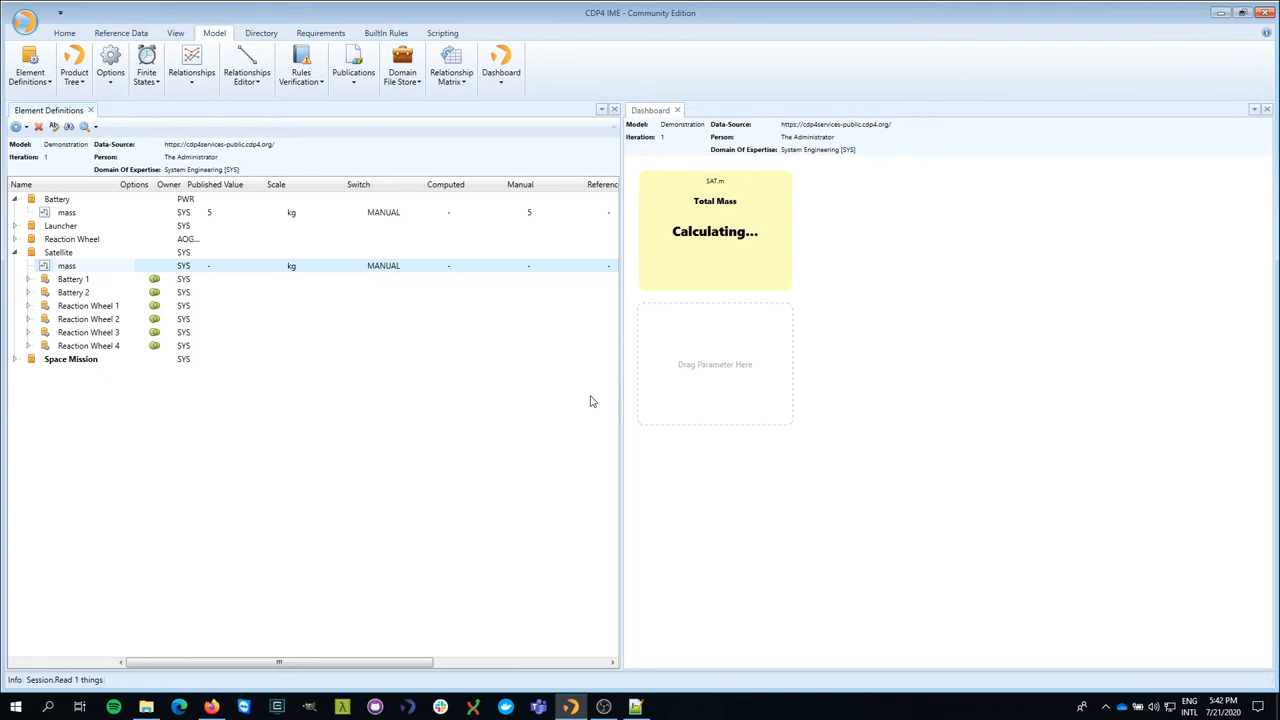 CDP4 IME - Community Edition
Home Reference Data View Model Directory Requirements BuiltIn Rules Scripting
Element Definitions Product Tree Options Finite States Relationships Relationships Editor Rules Verification Publications Domain File Store Relationship Matrix Dashboard
Element Definitions
Model: Demonstration Data-Source: https://cdp4services-public.cdp4.org/
Iteration: 1 Person: The Administrator
Domain Of Expertise: System Engineering [SYS]
Name Options Owner Published Value Scale Switch Computed Manual Referenc
Battery PWR
mass SYS 5 kg MANUAL - 5 -
Launcher SYS
Reaction Wheel AOG...
Satellite SYS
mass SYS - kg MANUAL - - -
Battery 1 SYS
Battery 2 SYS
Reaction Wheel 1 SYS
Reaction Wheel 2 SYS
Reaction Wheel 3 SYS
Reaction Wheel 4 SYS
Space Mission SYS
Dashboard
Model: Demonstration Data-Source: https://cdp4services-public.cdp4.org/
Iteration: 1 Person: The Administrator
Domain Of Expertise: System Engineering [SYS]
SAT.m
Total Mass
Calculating...
Drag Parameter Here
Info: Session.Read 1 things
ENG
INTL
5:42 PM
7/21/2020